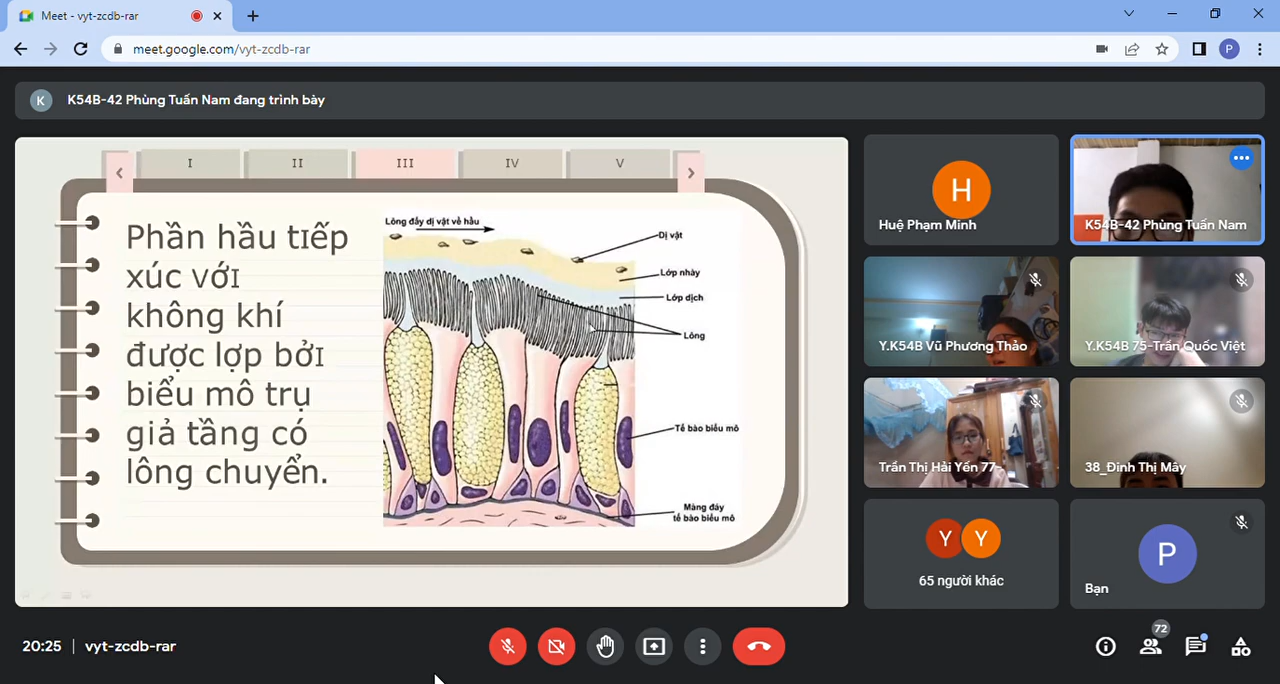 Meet - vyt-zcdb-rar
meet.google.com/vyt-zcdb-rar
P
K
K54B-42 Phùng Tuấn Nam đang trình bày
I II III IV V
Phần hầu tiếp
xúc với
không khí
được lợp bởi
biểu mô trụ
giả tầng có
lông chuyển.
Lông đẩy dị vật về hầu
Dị vật
Lớp nhày
Lớp dịch
Lông
Tế bào biểu mô
Màng đáy
tế bào biểu mô
H
Huệ Phạm Minh
K54B-42 Phùng Tuấn Nam
Y.K54B Vũ Phương Thảo
Y.K54B 75-Trần Quốc Việt
Trần Thị Hải Yến 77-
38_Đinh Thị Mây
Y Y
65 người khác
P
Bạn
20:25 | vyt-zcdb-rar
72